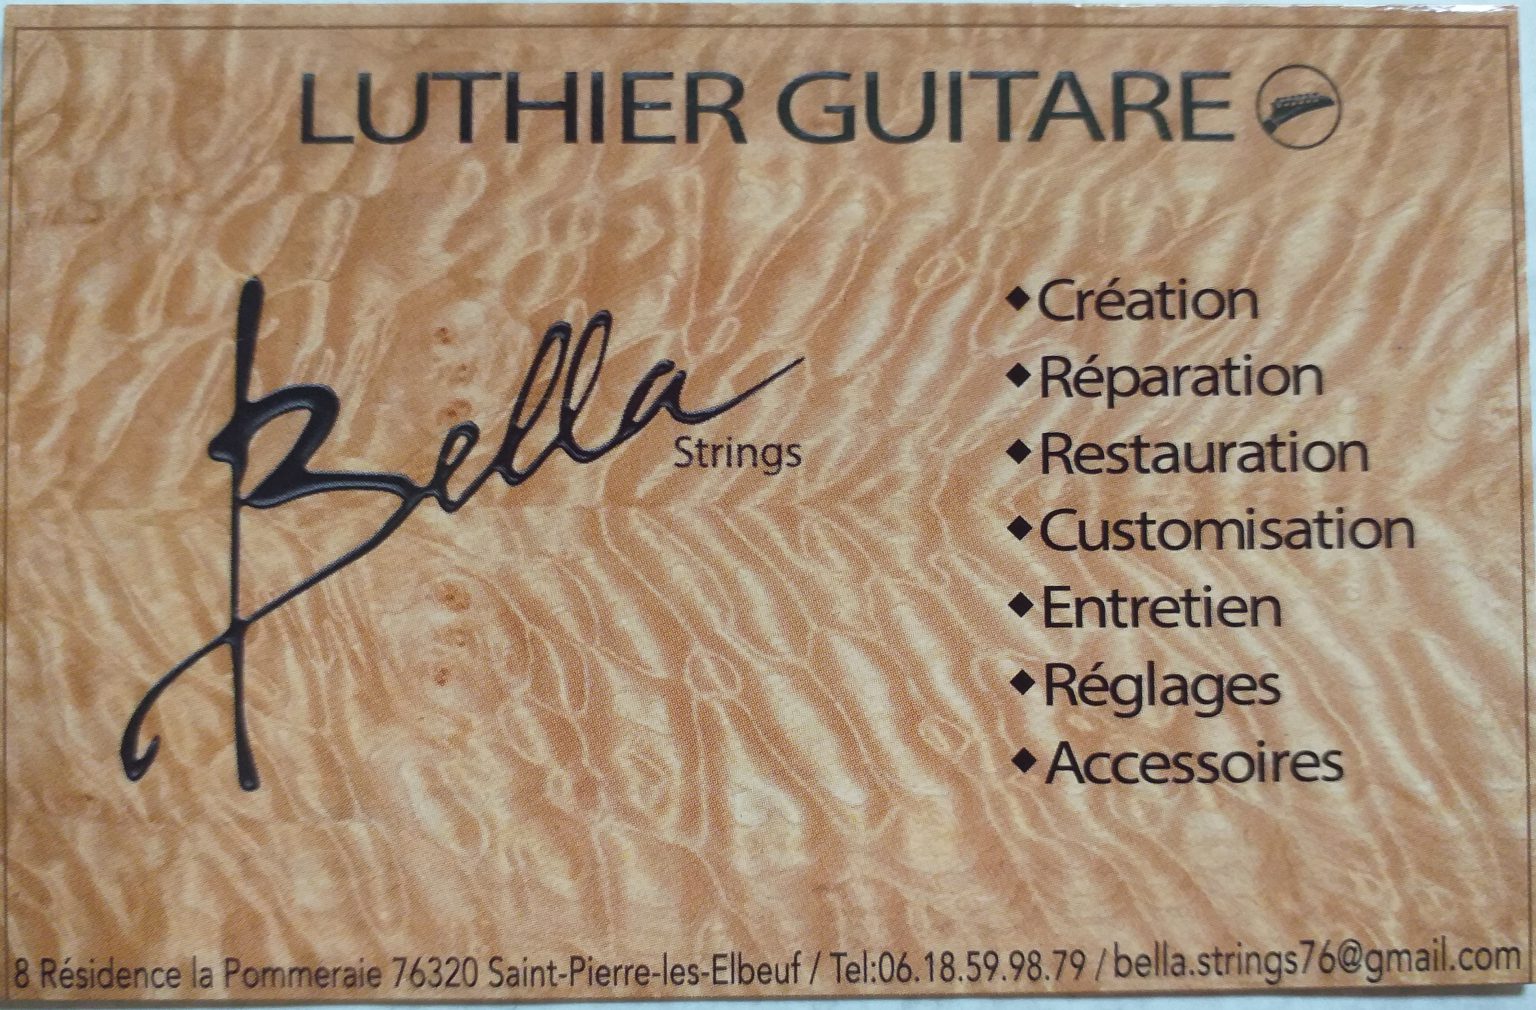 LUTHIER GUITARE
Bella
Strings
◆Création
◆Réparation
◆Restauration
◆Customisation
◆Entretien
◆Réglages
◆Accessoires
8 Résidence la Pommeraie 76320 Saint-Pierre-les-Elbeuf / Tel:06.18.59.98.79 / bella.strings76@gmail.com